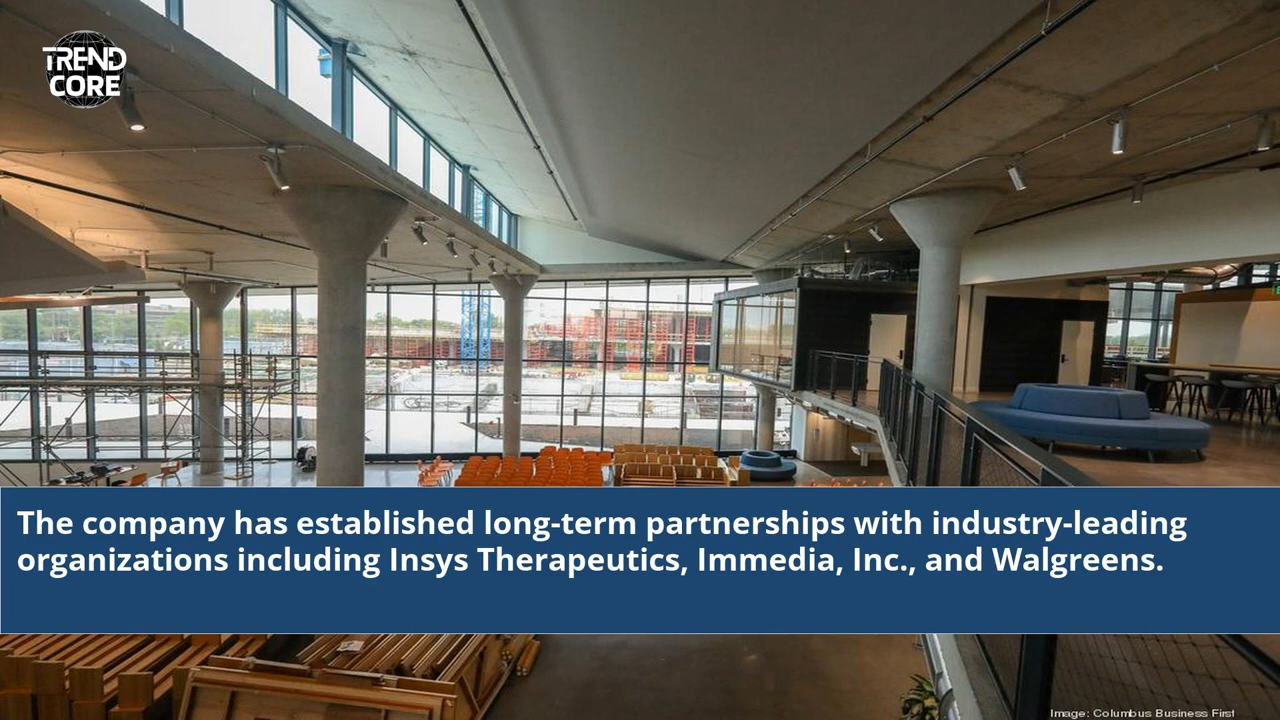 TREND
CORE
The company has established long-term partnerships with industry-leading
organizations including Insys Therapeutics, Immedia, Inc., and Walgreens.
Image: Columbus Business First